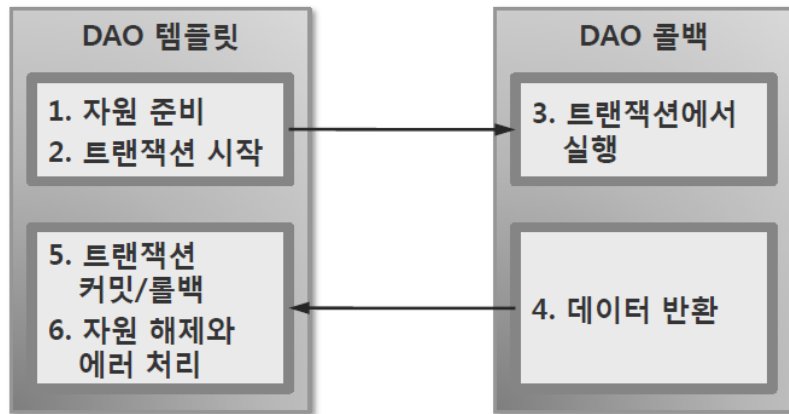 DAO 템플릿
1. 자원 준비
2. 트랜잭션 시작
5. 트랜잭션
커밋/롤백
6. 자원 해제와
에러 처리
DAO 콜백
3. 트랜잭션에서
실행
4. 데이터 반환